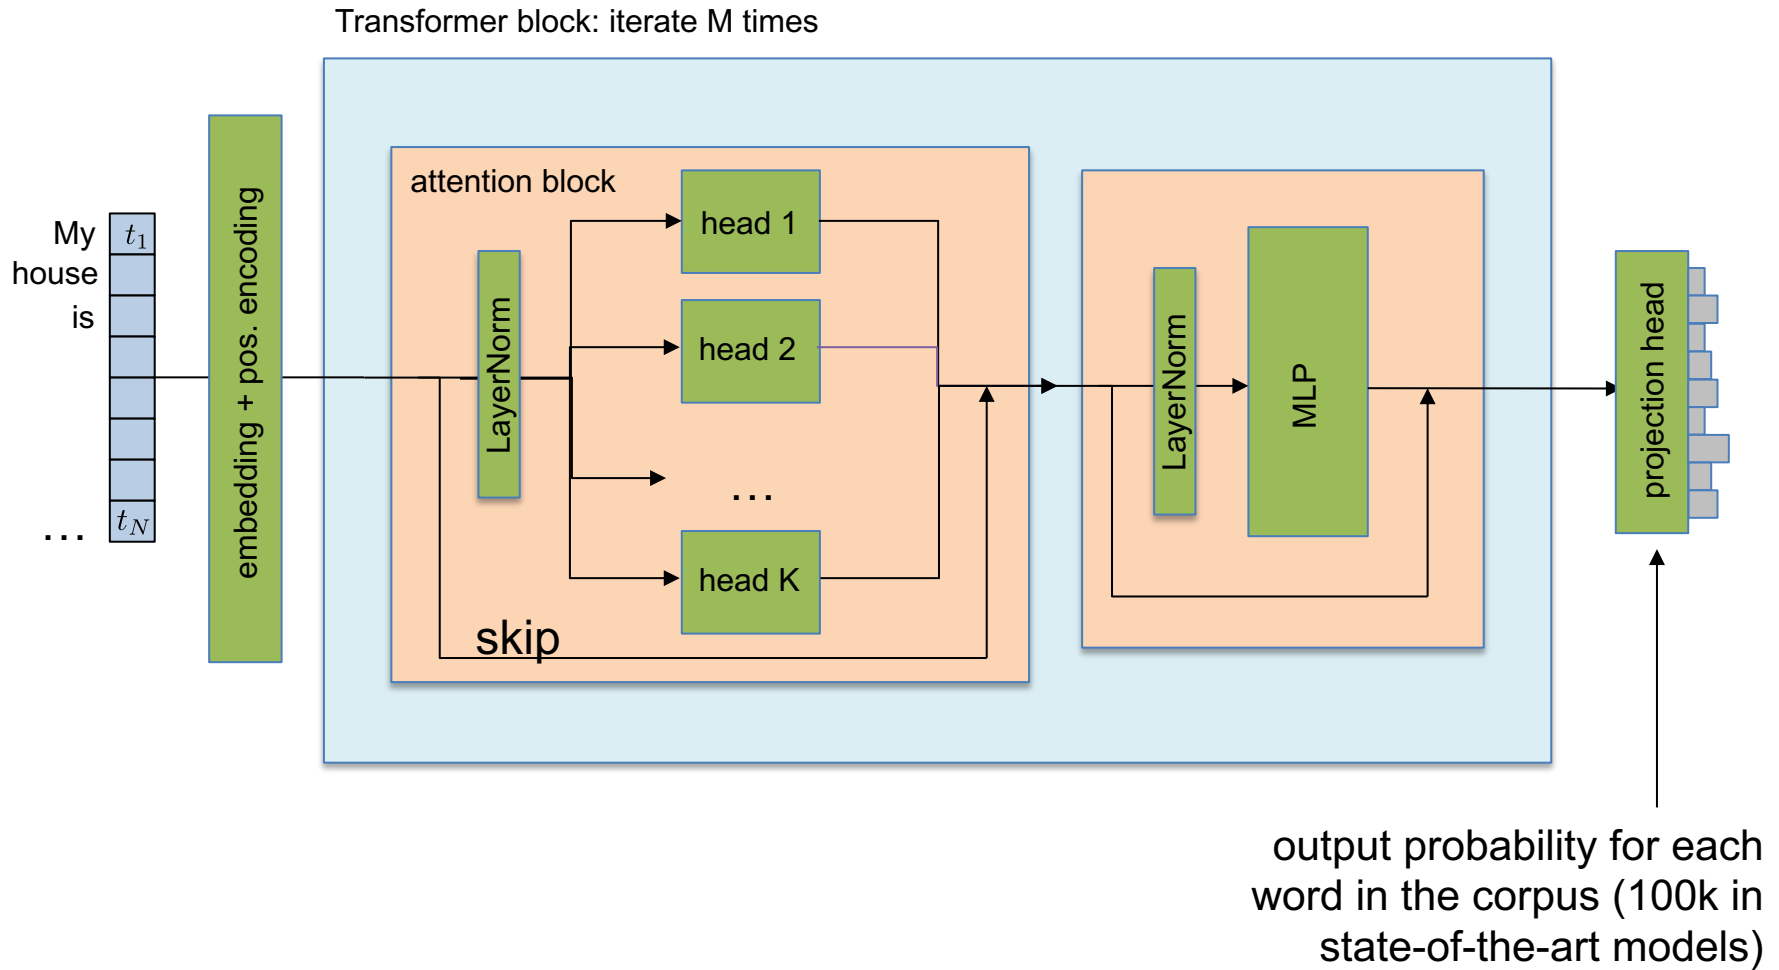 Transformer block: iterate M times
My
house
is
...
t_1
t_N
embedding + pos. encoding
attention block
LayerNorm
head 1
head 2
...
head K
skip
LayerNorm
MLP
projection head
output probability for each
word in the corpus (100k in
state-of-the-art models)